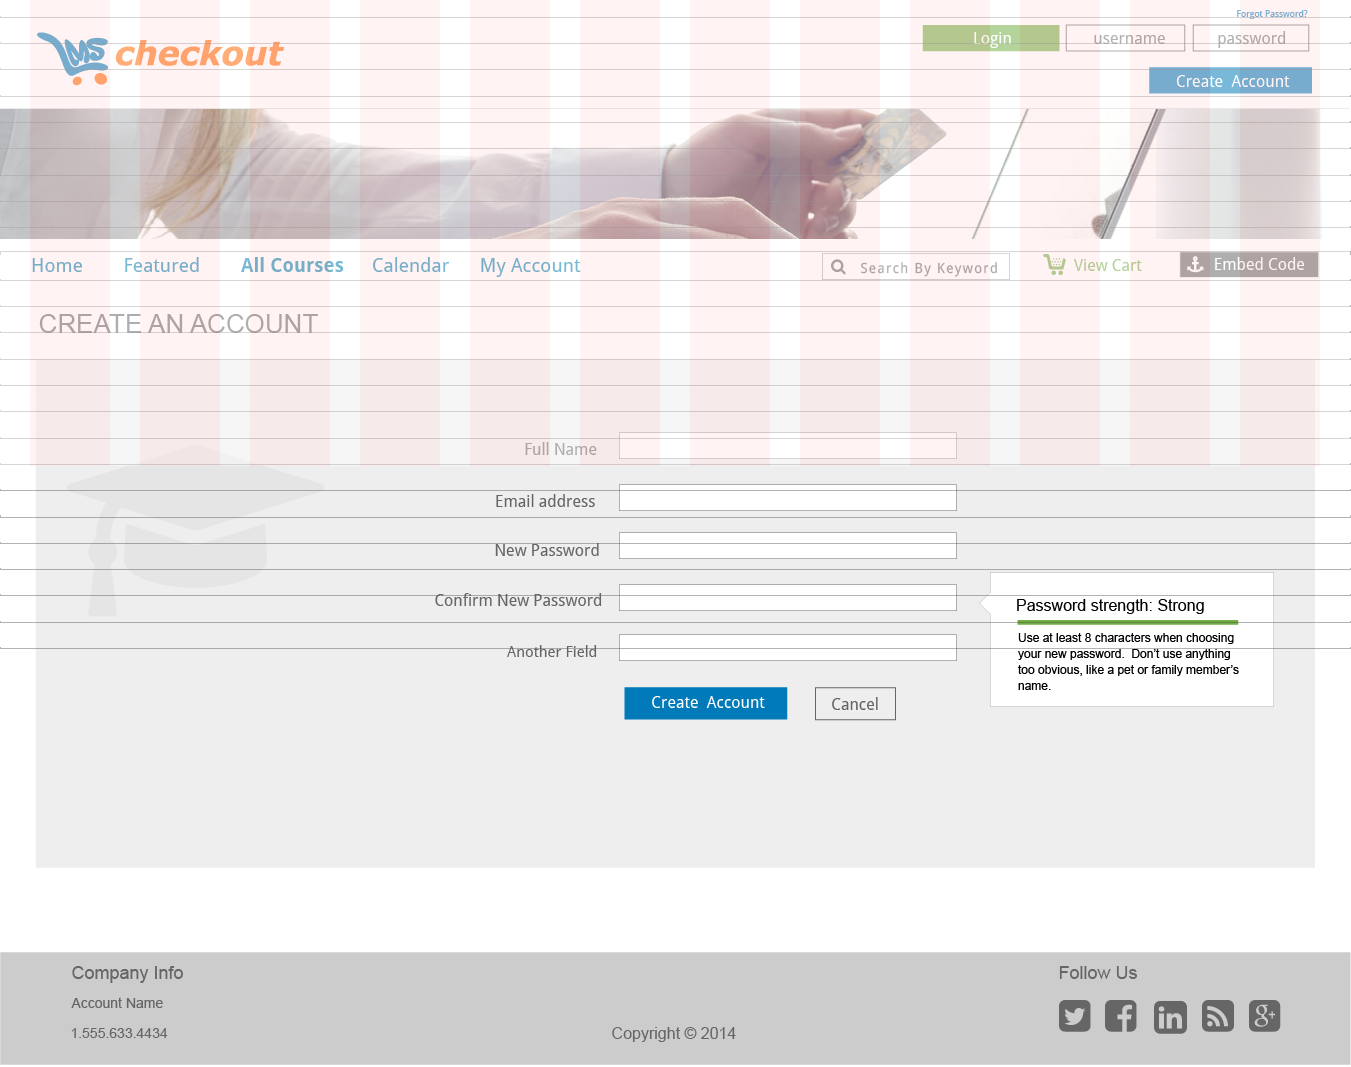 Forgot Password?
LMS checkout
Login
username
password
Create Account
Home
Featured
All Courses
Calendar
My Account
Search By Keyword
View Cart
Embed Code
CREATE AN ACCOUNT
Full Name
Email address
New Password
Confirm New Password
Another Field
Password strength: Strong
Use at least 8 characters when choosing
your new password. Don't use anything
too obvious, like a pet or family member's
name.
Create Account
Cancel
Company Info
Account Name
1.555.633.4434
Copyright © 2014
Follow Us